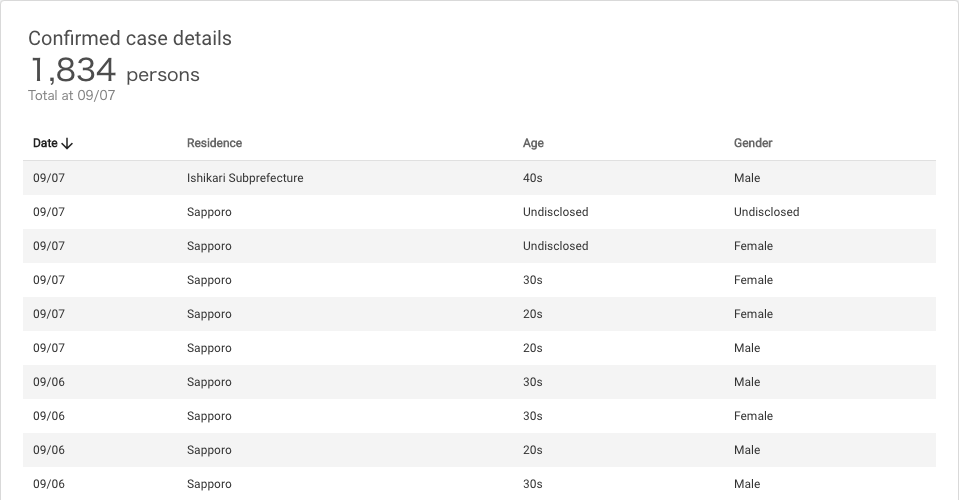 Confirmed case details
1,834 persons
Total at 09/07
Date Residence Age Gender
09/07 Ishikari Subprefecture 40s Male
09/07 Sapporo Undisclosed Undisclosed
09/07 Sapporo Undisclosed Female
09/07 Sapporo 30s Female
09/07 Sapporo 20s Female
09/07 Sapporo 20s Male
09/06 Sapporo 30s Male
09/06 Sapporo 30s Female
09/06 Sapporo 20s Male
09/06 Sapporo 30s Male